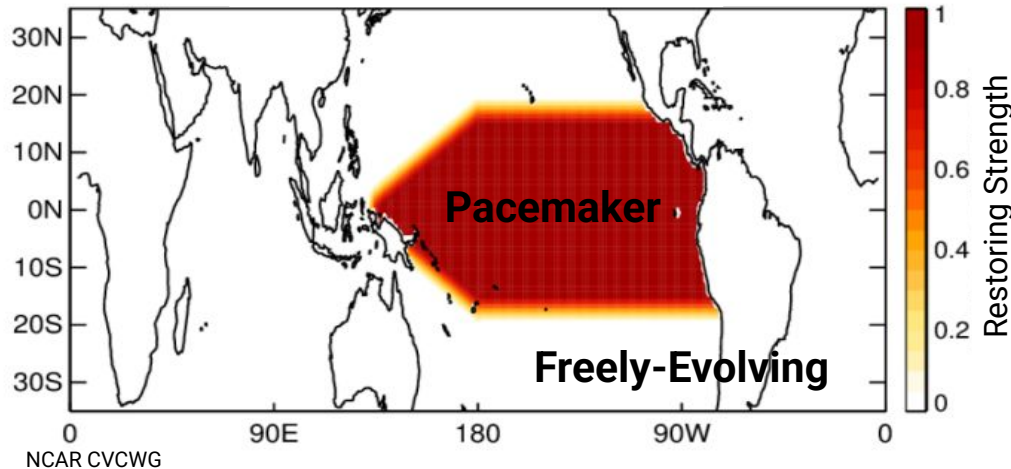 30N
20N
10N
0N
10S
20S
30S
0
90E
180
90W
0
Pacemaker
Freely-Evolving
1
0.8
0.6
0.4
0.2
0
Restoring Strength
NCAR CVCWG